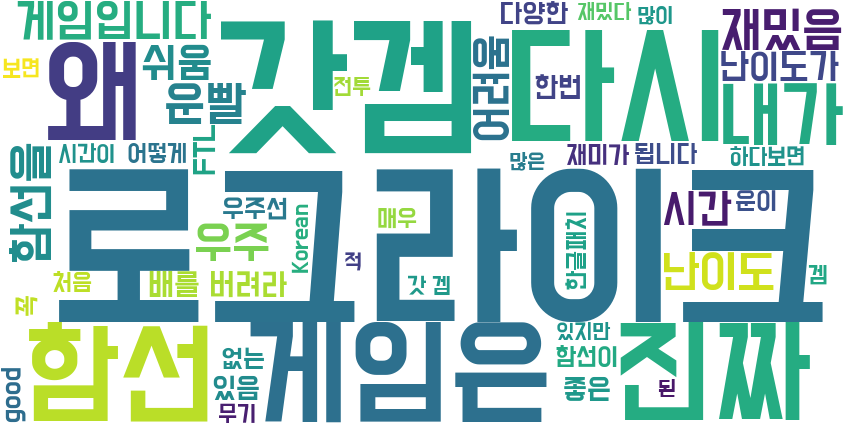 게임입니다
왜
갓겜
다시
다양한
재밌다
많이
재밌음
보면
쉬움
운빨
전투
어려움
한번
난이도가
내가
함선을
시간이
어떻게
FTL
많은
재미가
됩니다
하다보면
로그라이크
우주선
우주
매우
Korean
한글패치
시간
운이
꼭
처음
배를 버려라
적
갓 겜
난이도
겜
함선
게임은
진짜
있지만
없는
함선이
있음
좋은
된
good
무기